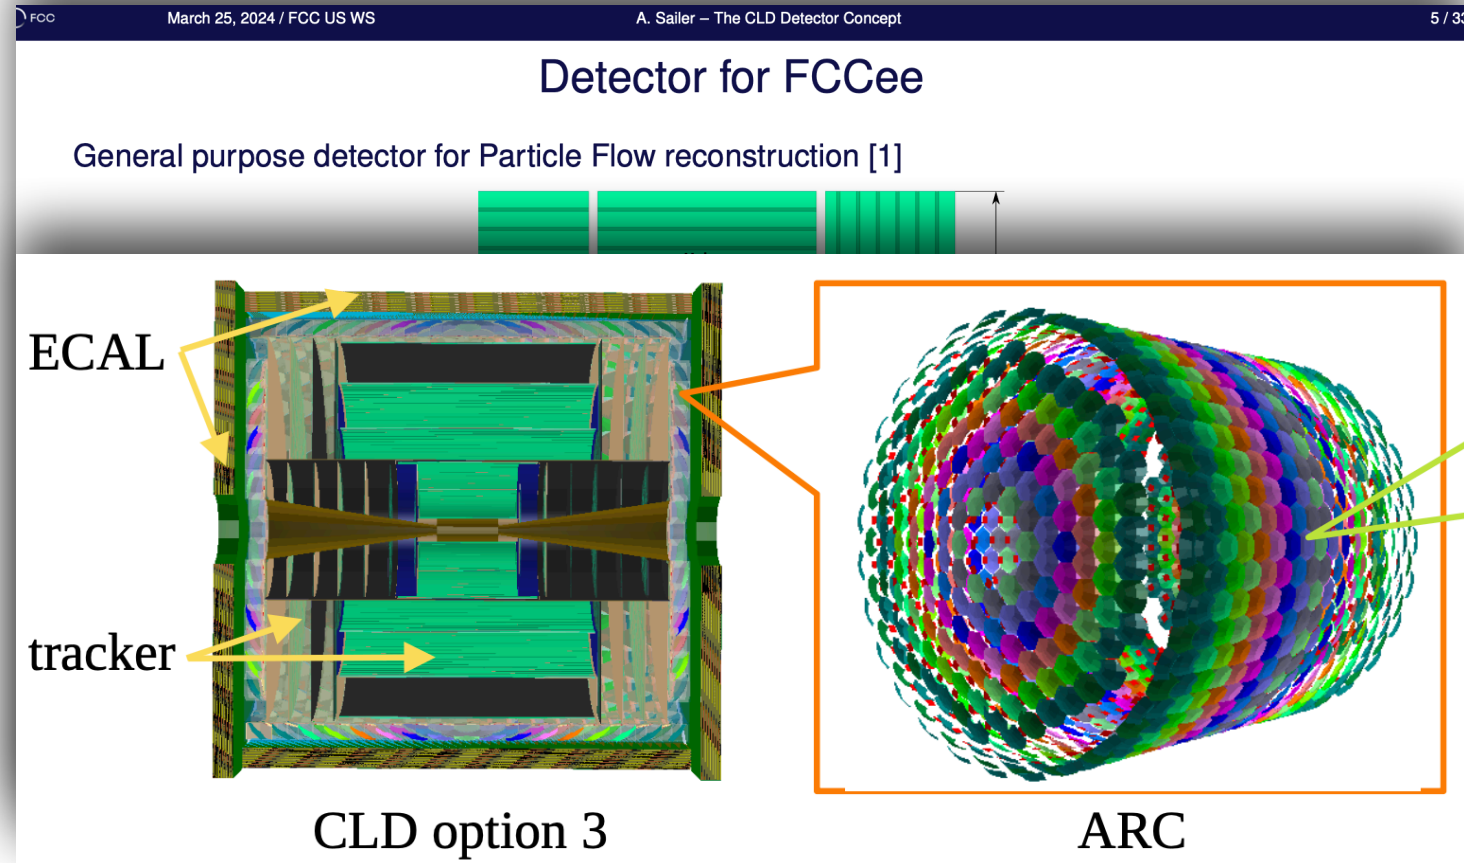 FCC
March 25, 2024 / FCC US WS
A. Sailer – The CLD Detector Concept
5 / 33
Detector for FCCee
General purpose detector for Particle Flow reconstruction [1]
ECAL
tracker
CLD option 3
ARC